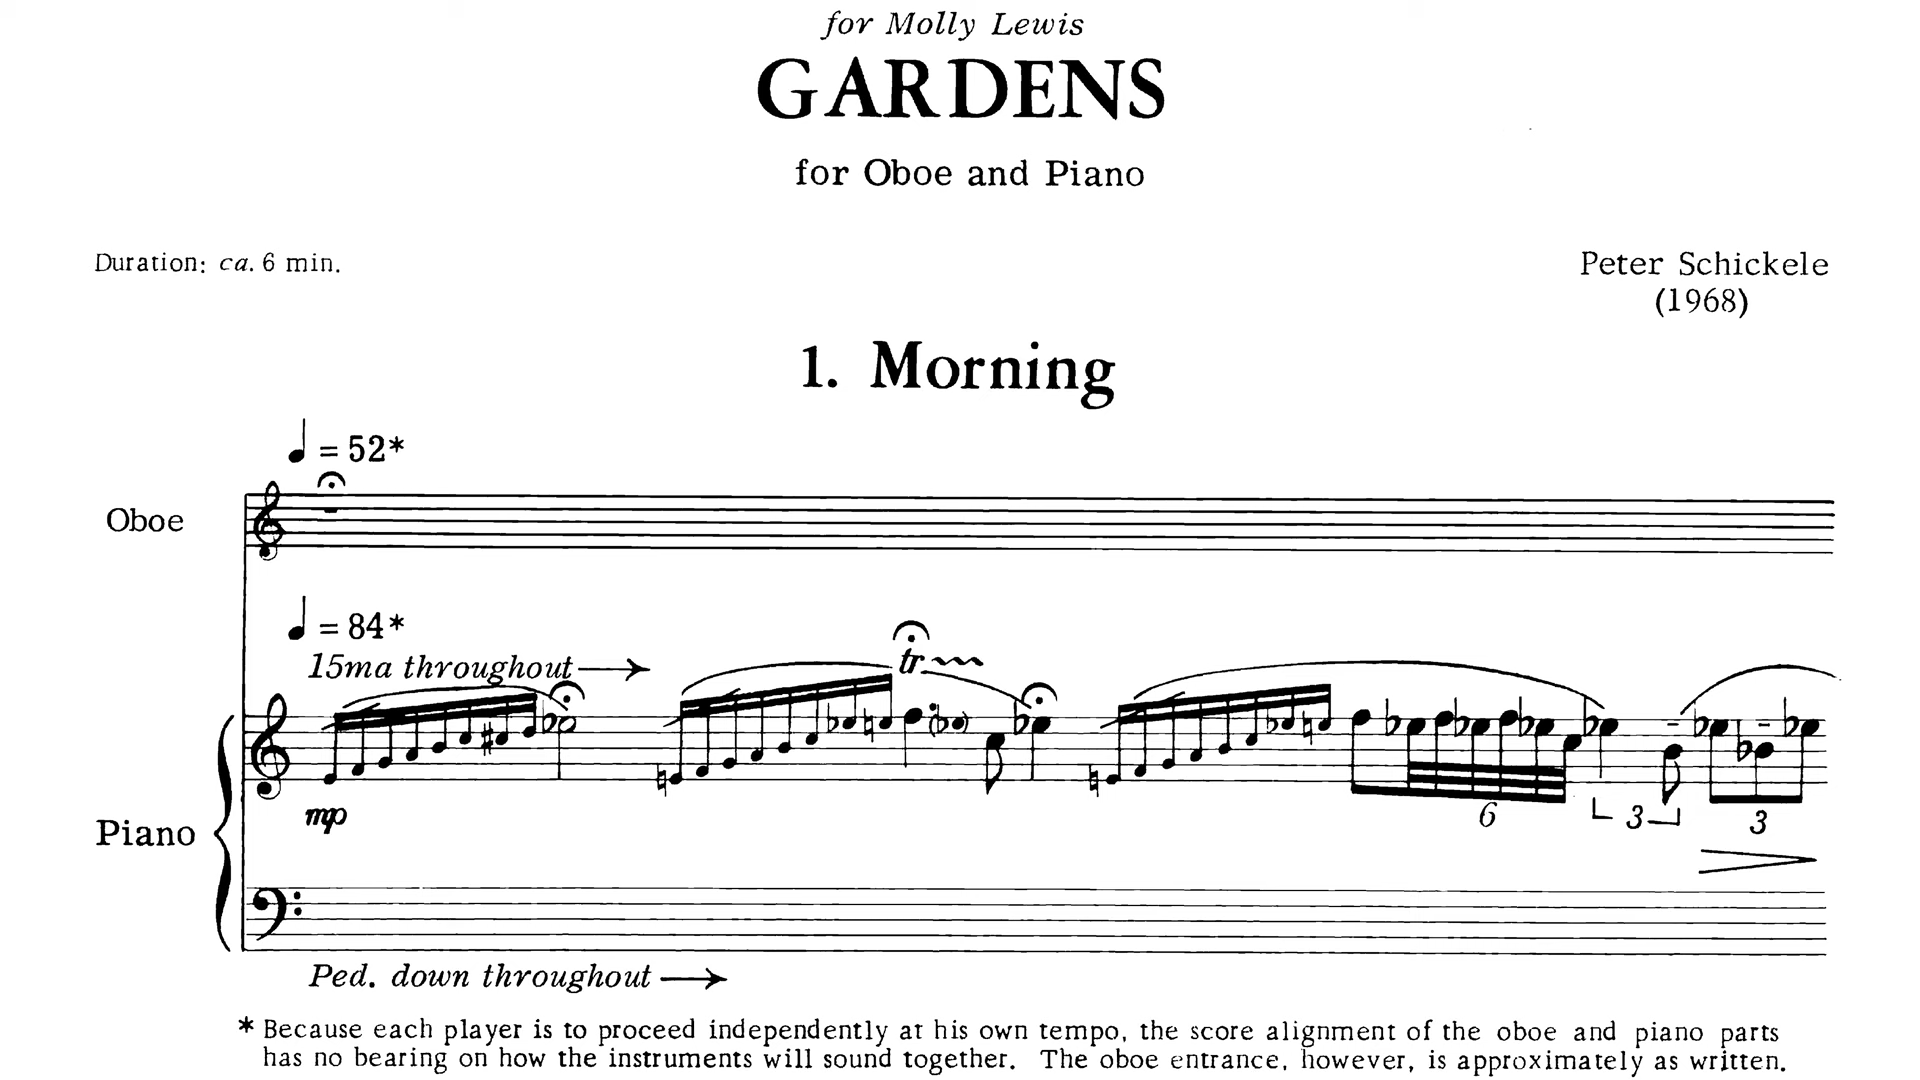 for Molly Lewis
GARDENS
for Oboe and Piano
Duration: ca. 6 min.
Peter Schickele
(1968)
1. Morning
♩ = 52*
Oboe
♩ = 84*
15ma throughout
tr
mp
6
3
3
Piano
Ped. down throughout
* Because each player is to proceed independently at his own tempo, the score alignment of the oboe and piano parts
has no bearing on how the instruments will sound together. The oboe entrance, however, is approximately as written.